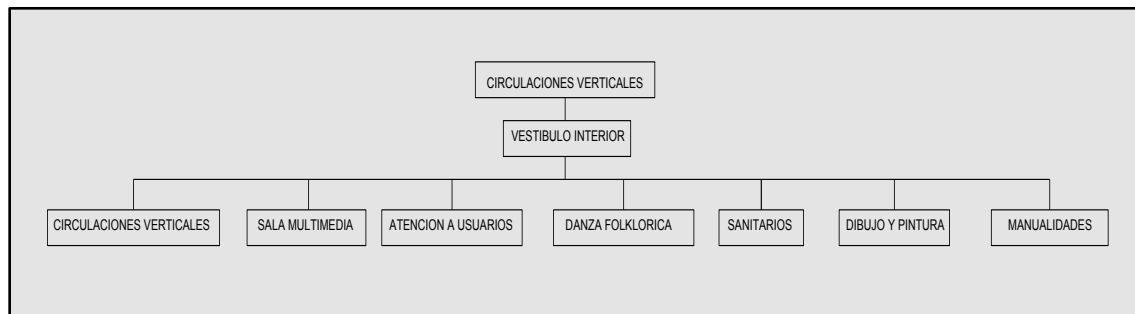 CIRCULACIONES VERTICALES
VESTIBULO INTERIOR
CIRCULACIONES VERTICALES
SALA MULTIMEDIA
ATENCION A USUARIOS
DANZA FOLKLORICA
SANITARIOS
DIBUJO Y PINTURA
MANUALIDADES